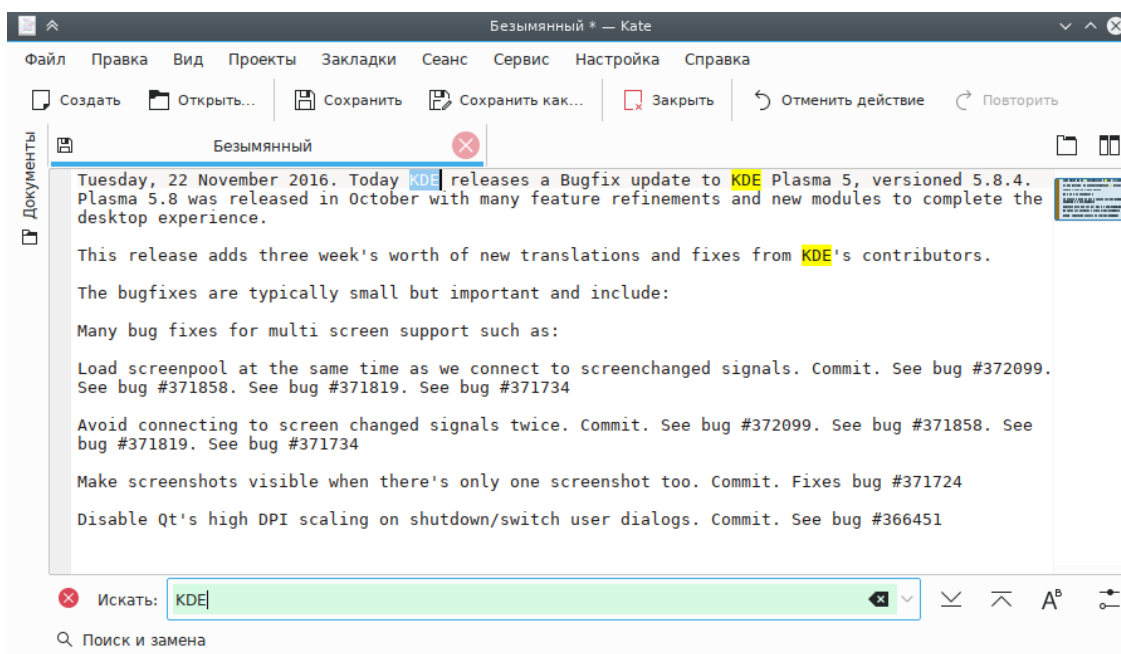 Безымянный * — Kate
Файл Правка Вид Проекты Закладки Сеанс Сервис Настройка Справка
Создать Открыть... Сохранить Сохранить как... Закрыть Отменить действие Повторить
Документы
Безымянный
Tuesday, 22 November 2016. Today KDE releases a Bugfix update to KDE Plasma 5, versioned 5.8.4.
Plasma 5.8 was released in October with many feature refinements and new modules to complete the
desktop experience.
This release adds three week's worth of new translations and fixes from KDE's contributors.
The bugfixes are typically small but important and include:
Many bug fixes for multi screen support such as:
Load screenpool at the same time as we connect to screenchanged signals. Commit. See bug #372099.
See bug #371858. See bug #371819. See bug #371734
Avoid connecting to screen changed signals twice. Commit. See bug #372099. See bug #371858. See
bug #371819. See bug #371734
Make screenshots visible when there's only one screenshot too. Commit. Fixes bug #371724
Disable Qt's high DPI scaling on shutdown/switch user dialogs. Commit. See bug #366451
Искать: KDE
Поиск и замена